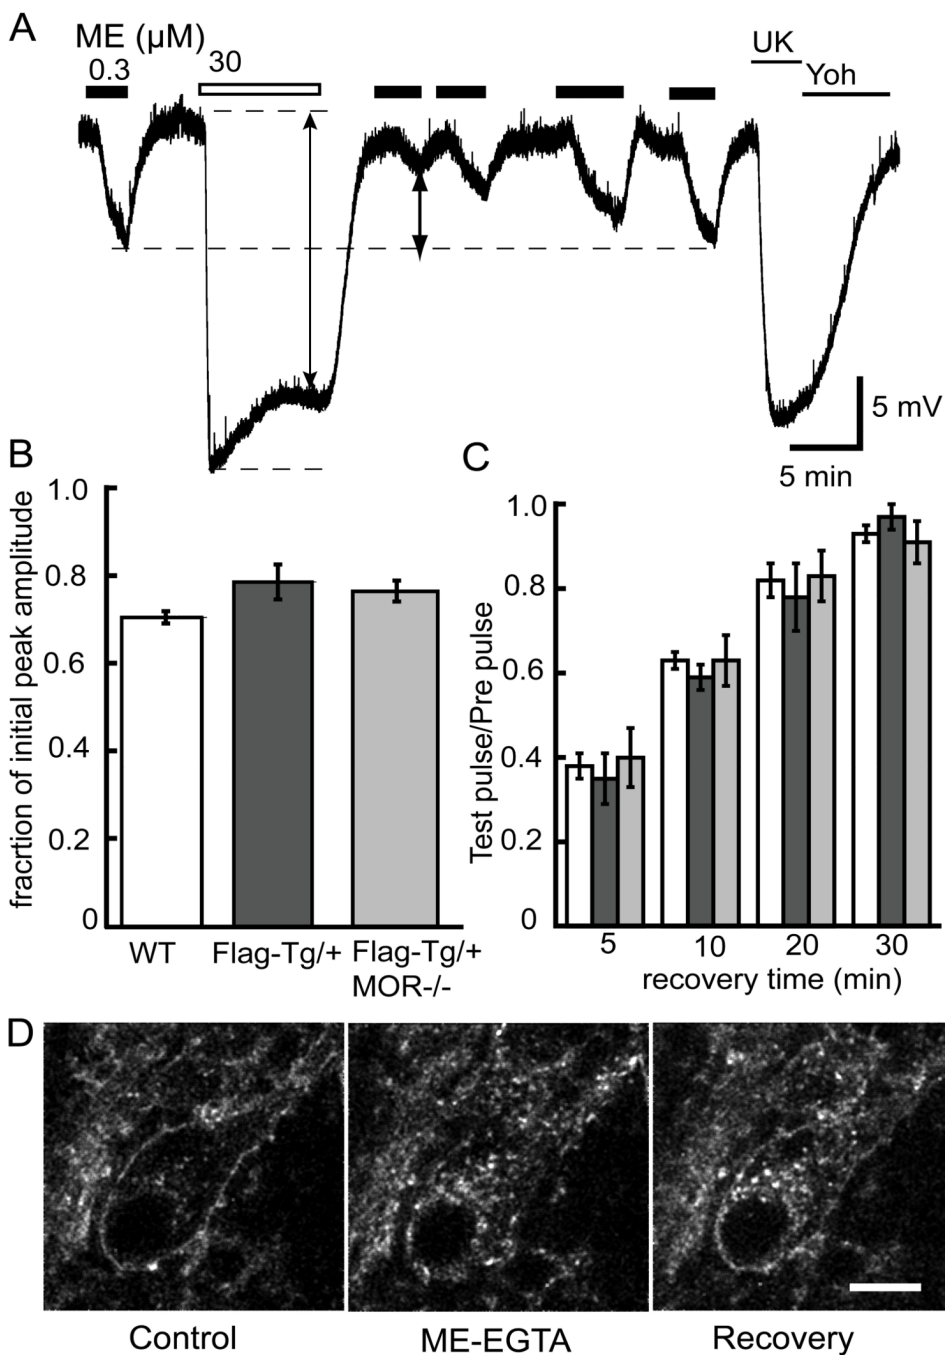 A
ME (µM)
0.3
30
UK
Yoh
5 mV
5 min
B
fracrtion of initial peak amplitude
1.0
0.8
0.6
0.4
0.2
0
WT
Flag-Tg/+
Flag-Tg/+
MOR-/-
C
Test pulse/Pre pulse
1.0
0.8
0.6
0.4
0.2
0
5
10
20
30
recovery time (min)
D
Control
ME-EGTA
Recovery